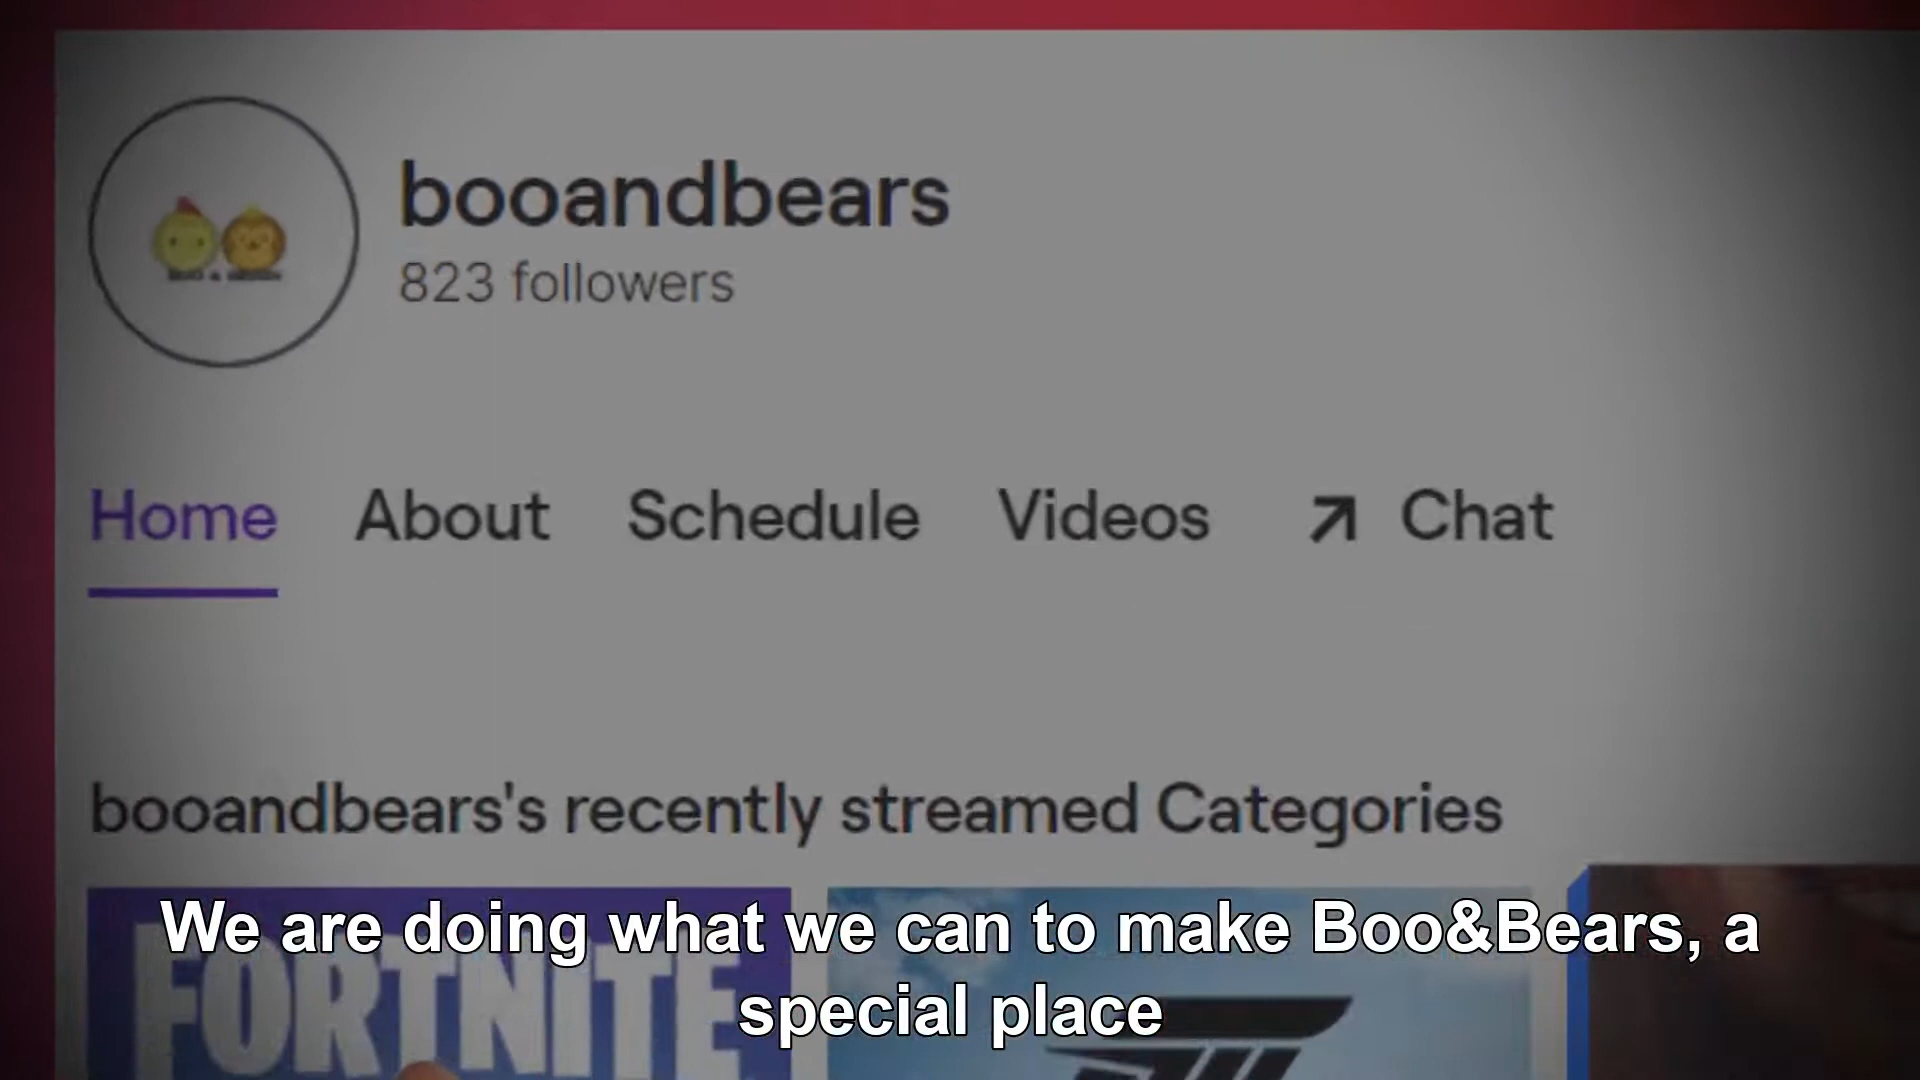 booandbears
823 followers
Home About Schedule Videos Chat
booandbears's recently streamed Categories
FORTNITE
We are doing what we can to make Boo&Bears, a
special place